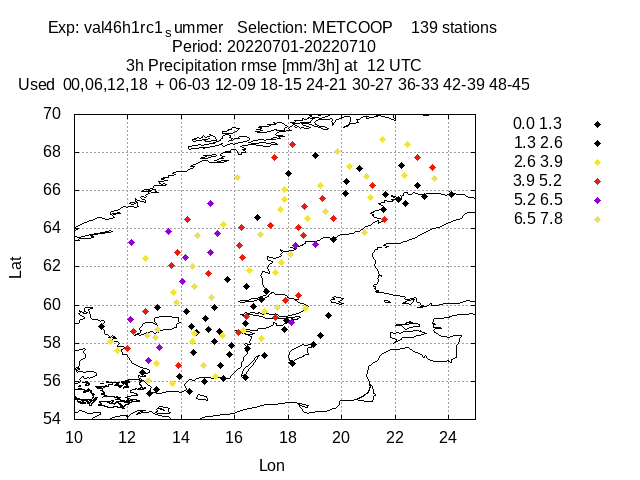 Exp: val46h1rc1summer Selection: METCOOP 139 stations
Period: 20220701-20220710
3h Precipitation rmse [mm/3h] at 12 UTC
Used 00,06,12,18 + 06-03 12-09 18-15 24-21 30-27 36-33 42-39 48-45
70
68
66
64
62
60
58
56
54
10 12 14 16 18 20 22 24
Lat
Lon
0.0 1.3
1.3 2.6
2.6 3.9
3.9 5.2
5.2 6.5
6.5 7.8